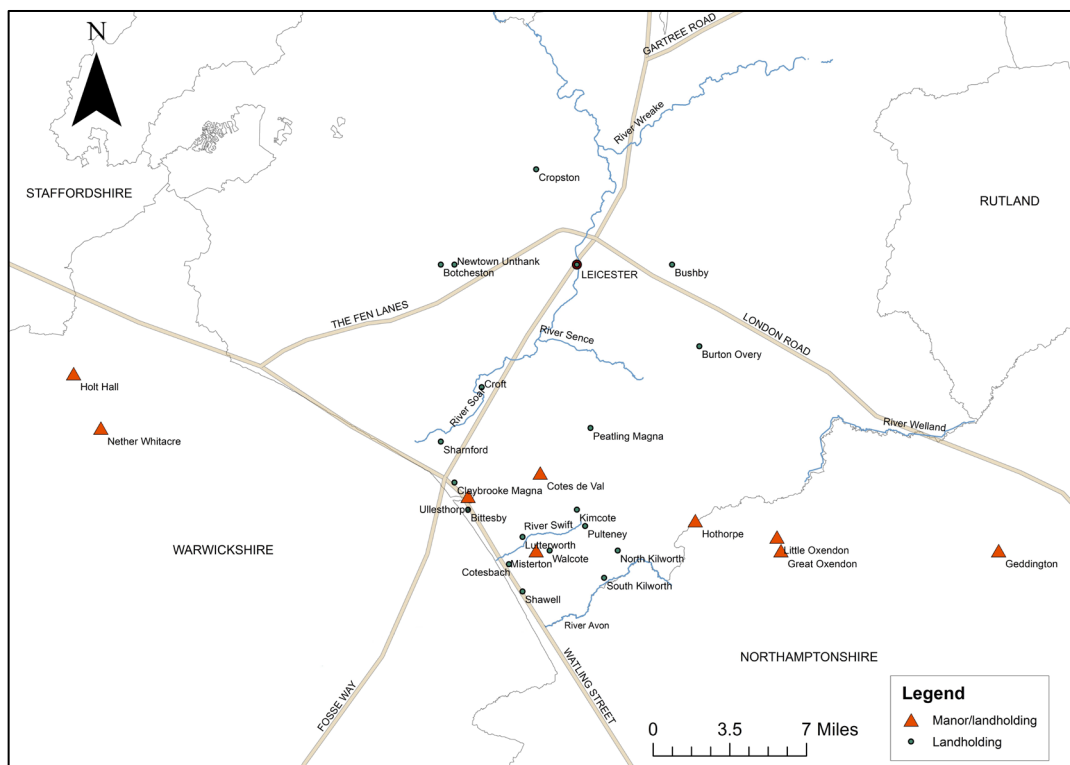 N
GARTREE ROAD
River Wreake
STAFFORDSHIRE
Cropston
RUTLAND
Newtown Unthank
Botcheston
LEICESTER
Bushby
THE FEN LANES
LONDON ROAD
River Sence
Burton Overy
Holt Hall
Croft
River Soar
Nether Whitacre
Peatling Magna
River Welland
Sharnford
Claybrooke Magna
Cotes de Val
Ullesthorp
Bittesby
Kimcote
River Swift
Pulteney
Hothorpe
Lutterworth
WARWICKSHIRE
Misterton
Walcote
North Kilworth
Little Oxendon
Great Oxendon
Geddington
Cotesbach
South Kilworth
Shawell
River Avon
NORTHAMPTONSHIRE
FOSSE WAY
WATLING STREET
Legend
Manor/landholding
Landholding
0 3.5 7 Miles